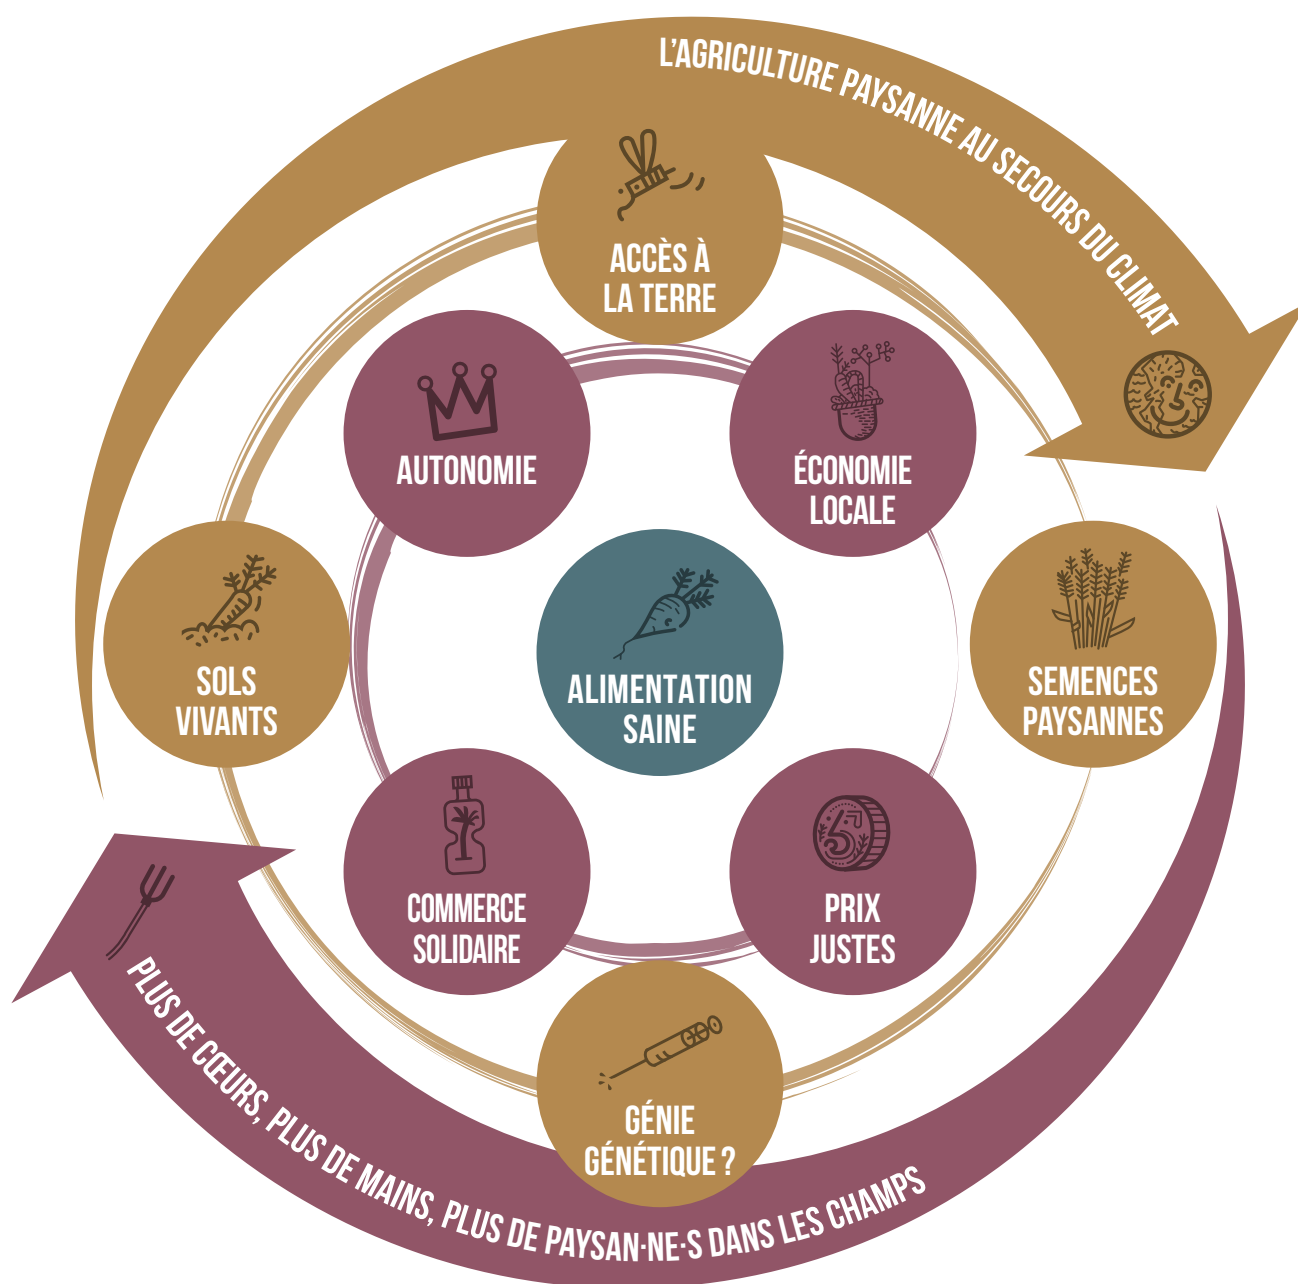 L'AGRICULTURE PAYSANNE AU SECOURS DU CLIMAT
ACCÈS À
LA TERRE
AUTONOMIE
ÉCONOMIE
LOCALE
SOLS
VIVANTS
ALIMENTATION
SAINE
SEMENCES
PAYSANNES
COMMERCE
SOLIDAIRE
5
PRIX
JUSTES
GÉNIE
GÉNÉTIQUE ?
PLUS DE CŒURS, PLUS DE MAINS, PLUS DE PAYSAN·NE·S DANS LES CHAMPS